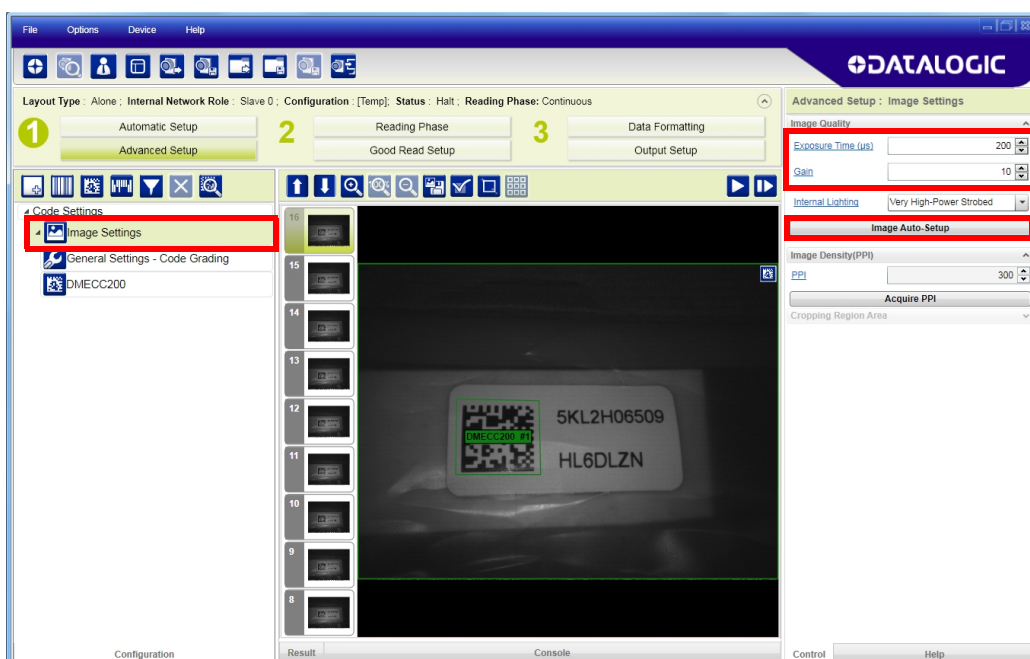 File Options Device Help
DATALOGIC
Layout Type : Alone ; Internal Network Role : Slave 0 ; Configuration : [Temp]; Status : Halt ; Reading Phase: Continuous
1 Automatic Setup 2 Reading Phase 3 Data Formatting
Advanced Setup Good Read Setup Output Setup
Advanced Setup : Image Settings
Image Quality
Exposure Time (µs) 200
Gain 10
Internal Lighting Very High-Power Strobed
Image Auto-Setup
Image Density(PPI)
PPI 300
Acquire PPI
Cropping Region Area
Code Settings
Image Settings
General Settings - Code Grading
DMECC200
16
15
14
13
12
11
10
9
8
5KL2H06509
DMECC200 #1
HL6DLZN
Configuration
Result Console
Control Help